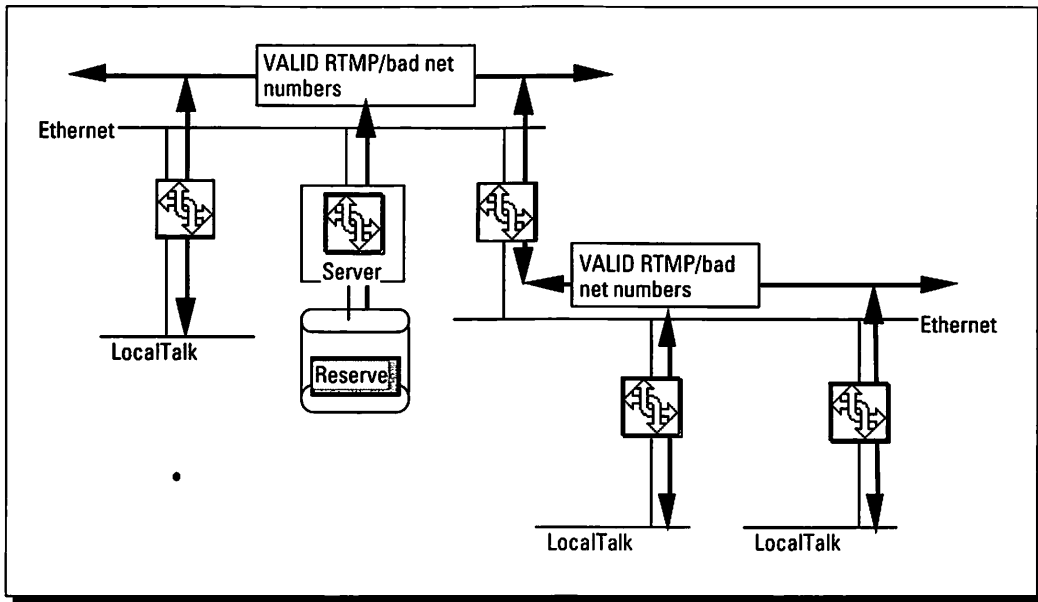 VALID RTMP/bad net
numbers
Ethernet
Server
VALID RTMP/bad
net numbers
Ethernet
LocalTalk
Reserve
LocalTalk
LocalTalk